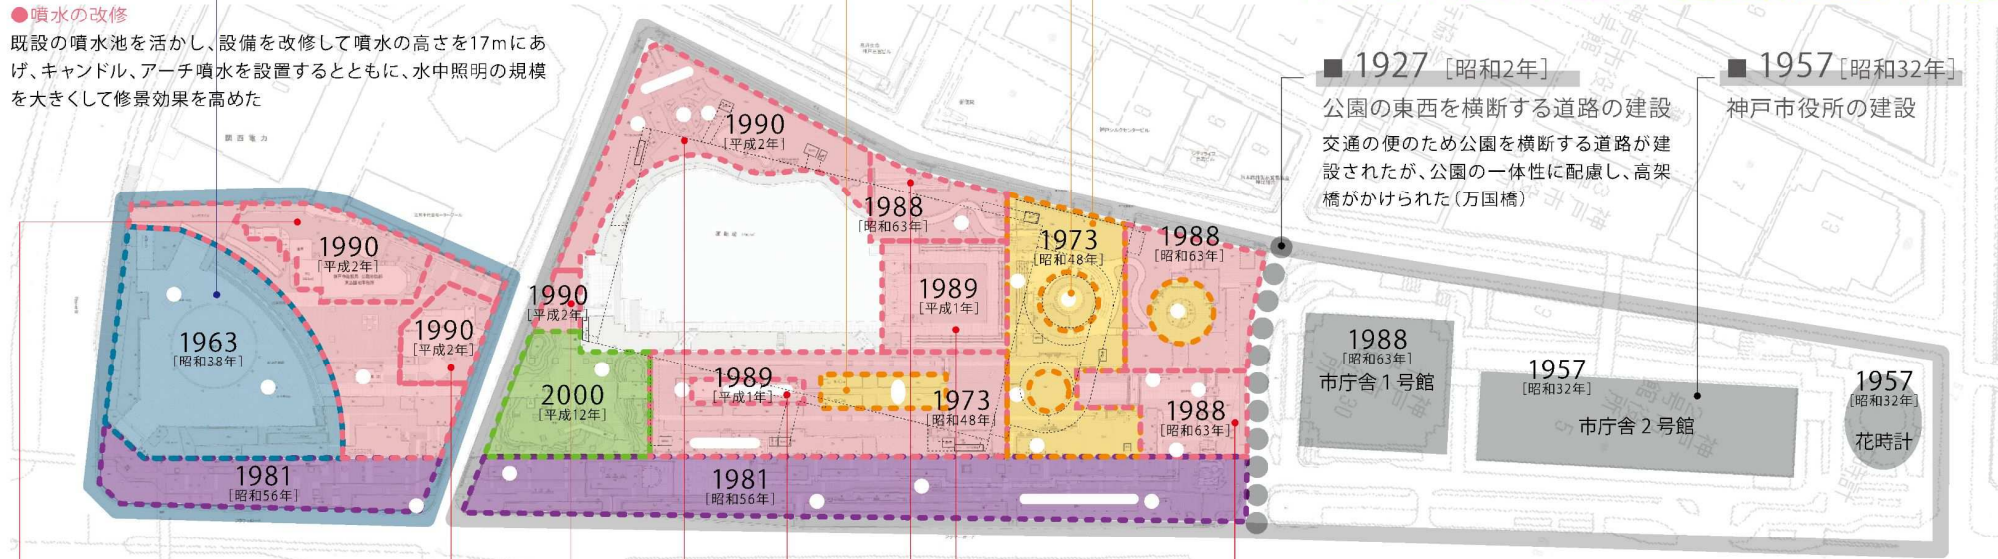 ●噴水の改修
既設の噴水池を活かし、設備を改修して噴水の高さを17mにあ
げ、キャンドル、アーチ噴水を設置するとともに、水中照明の規模
を大きくして修景効果を高めた
■ 1927 [昭和2年]
公園の東西を横断する道路の建設
交通の便のため公園を横断する道路が建
設されたが、公園の一体性に配慮し、高架
橋がかけられた(万国橋)
■ 1957 [昭和32年]
神戸市役所の建設
関西電力
1990
[平成2年]
1963
[昭和38年]
1990
[平成2年]
1981
[昭和56年]
1990
[平成2年]
1988
[昭和63年]
1990
[平成2年]
1989
[平成1年]
1973
[昭和48年]
1988
[昭和63年]
2000
[平成12年]
1989
[平成1年]
1973
[昭和48年]
1988
[昭和63年]
1981
[昭和56年]
1988
[昭和63年]
市庁舎1号館
1957
[昭和32年]
市庁舎2号館
1957
[昭和32年]
花時計